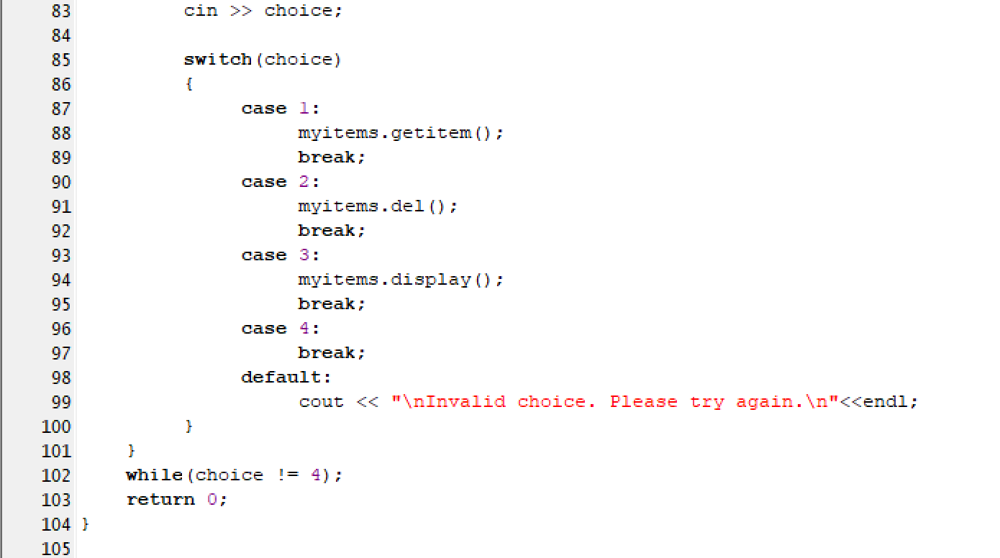 83 cin >> choice;
84
85 switch(choice)
86 {
87 case 1:
88 myitems.getitem();
89 break;
90 case 2:
91 myitems.del();
92 break;
93 case 3:
94 myitems.display();
95 break;
96 case 4:
97 break;
98 default:
99 cout << "\nInvalid choice. Please try again.\n"<<endl;
100 }
101 }
102 while(choice != 4);
103 return 0;
104 }
105